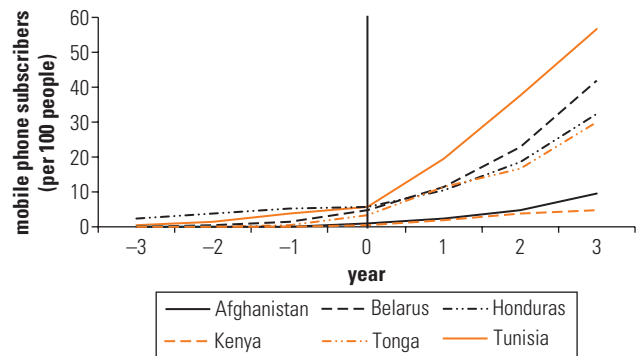 mobile phone subscribers
(per 100 people)
60
50
40
30
20
10
0
–3 –2 –1 0 1 2 3
year
Afghanistan Belarus Honduras
Kenya Tonga Tunisia